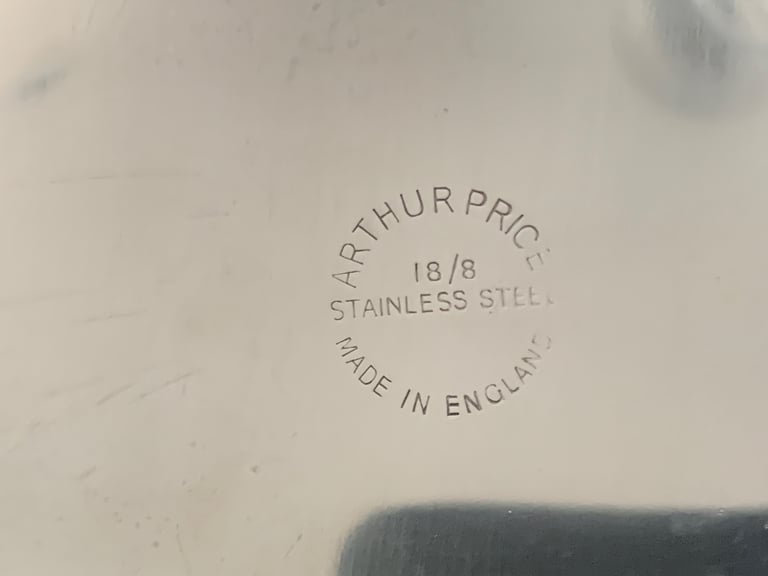 ARTHUR PRICE
18/8
STAINLESS STEEL
MADE IN ENGLAND